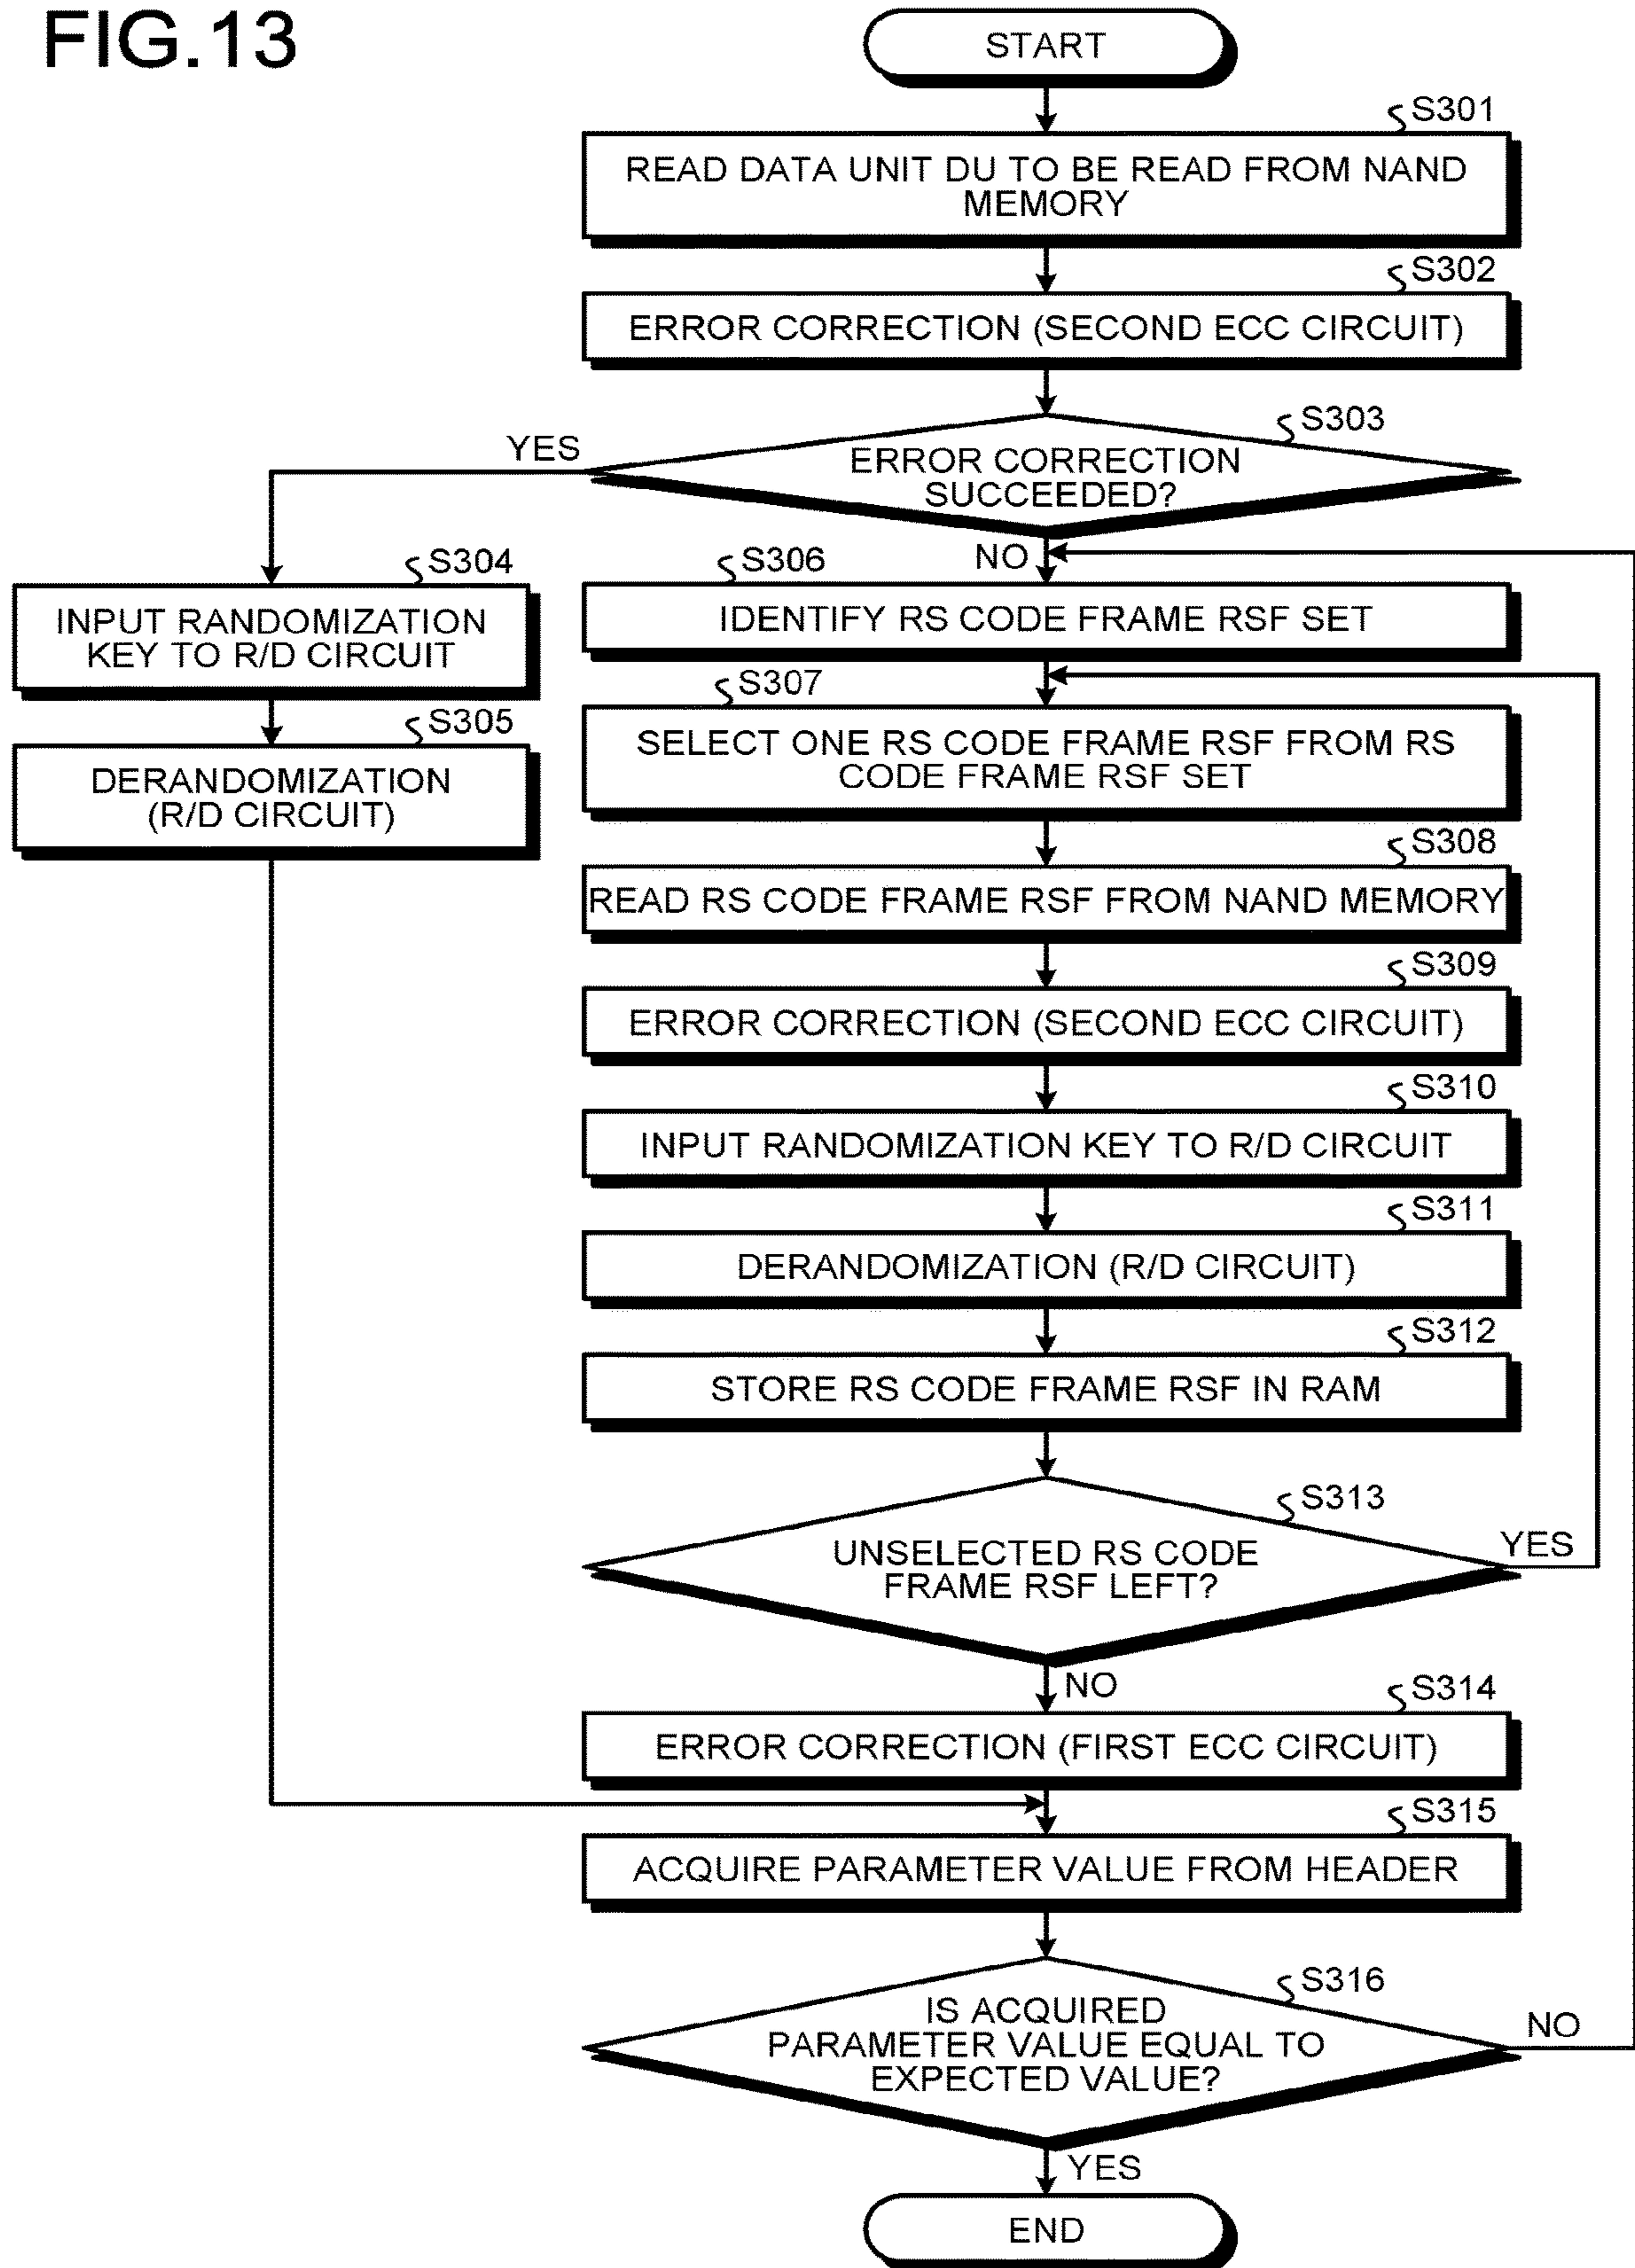 FIG.13
START
S301
READ DATA UNIT DU TO BE READ FROM NAND
MEMORY
S302
ERROR CORRECTION (SECOND ECC CIRCUIT)
S303
YES
ERROR CORRECTION
SUCCEEDED?
NO
S304
INPUT RANDOMIZATION
KEY TO R/D CIRCUIT
S305
DERANDOMIZATION
(R/D CIRCUIT)
S306
IDENTIFY RS CODE FRAME RSF SET
S307
SELECT ONE RS CODE FRAME RSF FROM RS
CODE FRAME RSF SET
S308
READ RS CODE FRAME RSF FROM NAND MEMORY
S309
ERROR CORRECTION (SECOND ECC CIRCUIT)
S310
INPUT RANDOMIZATION KEY TO R/D CIRCUIT
S311
DERANDOMIZATION (R/D CIRCUIT)
S312
STORE RS CODE FRAME RSF IN RAM
S313
UNSELECTED RS CODE
FRAME RSF LEFT?
YES
NO
S314
ERROR CORRECTION (FIRST ECC CIRCUIT)
S315
ACQUIRE PARAMETER VALUE FROM HEADER
S316
IS ACQUIRED
PARAMETER VALUE EQUAL TO
EXPECTED VALUE?
NO
YES
END